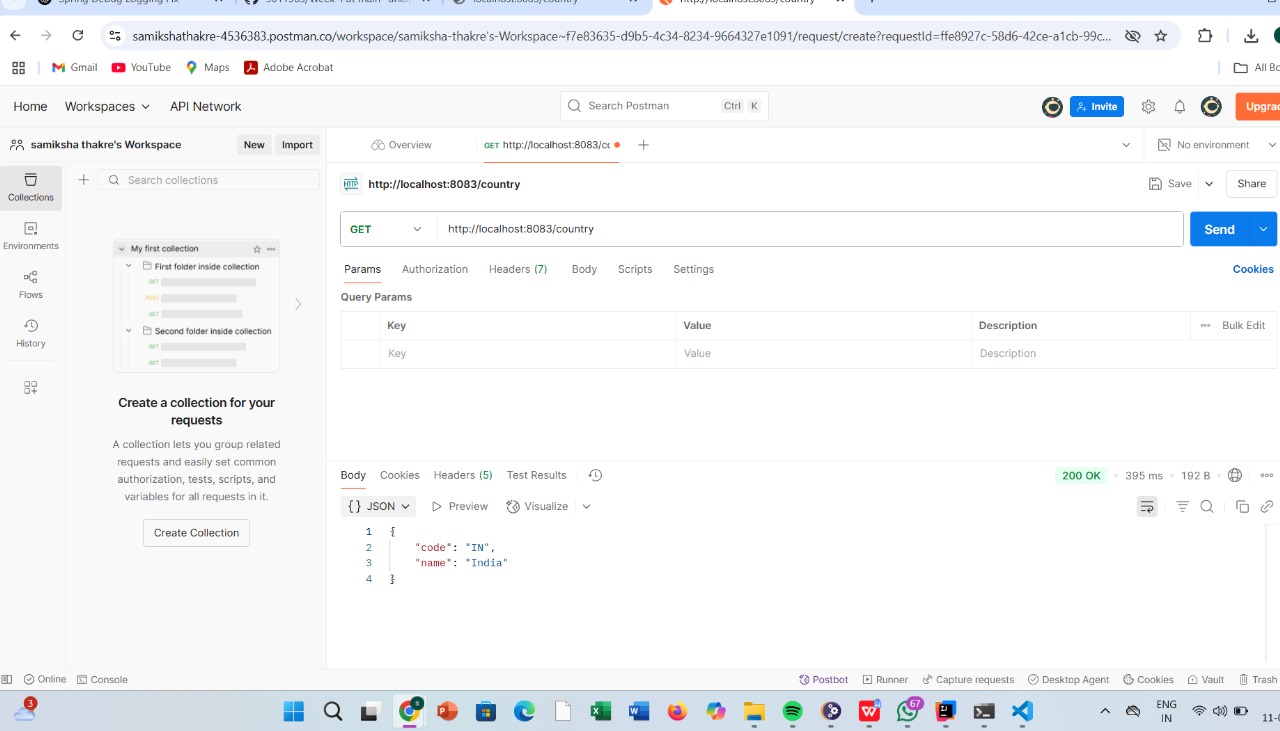 Spring Debug Logging Fix
localhost:8083/country
http://localhost:8083/country
samikshathakre-4536383.postman.co/workspace/samiksha-thakre's-Workspace~f7e83635-d9b5-4c34-8234-9664327e1091/request/create?requestId=ffe8927c-58d6-42ce-a1cb-99c...
Gmail YouTube Maps Adobe Acrobat All Bo
Home Workspaces API Network Search Postman Ctrl K Invite Upgrad
samiksha thakre's Workspace New Import Overview GET http://localhost:8083/cc No environment
Collections
Search collections
HTTP http://localhost:8083/country Save Share
Environments
Flows
History
My first collection
First folder inside collection
GET
POST
GET
Second folder inside collection
GET
GET
Create a collection for your
requests
A collection lets you group related
requests and easily set common
authorization, tests, scripts, and
variables for all requests in it.
Create Collection
GET http://localhost:8083/country Send
Params Authorization Headers (7) Body Scripts Settings Cookies
Query Params
Key Value Description Bulk Edit
Key Value Description
Body Cookies Headers (5) Test Results 200 OK 395 ms 192 B
{ } JSON Preview Visualize
1 {
2 "code": "IN",
3 "name": "India"
4 }
Online Console Postbot Runner Capture requests Desktop Agent Cookies Vault Trash
3
67
ENG
IN
11-0